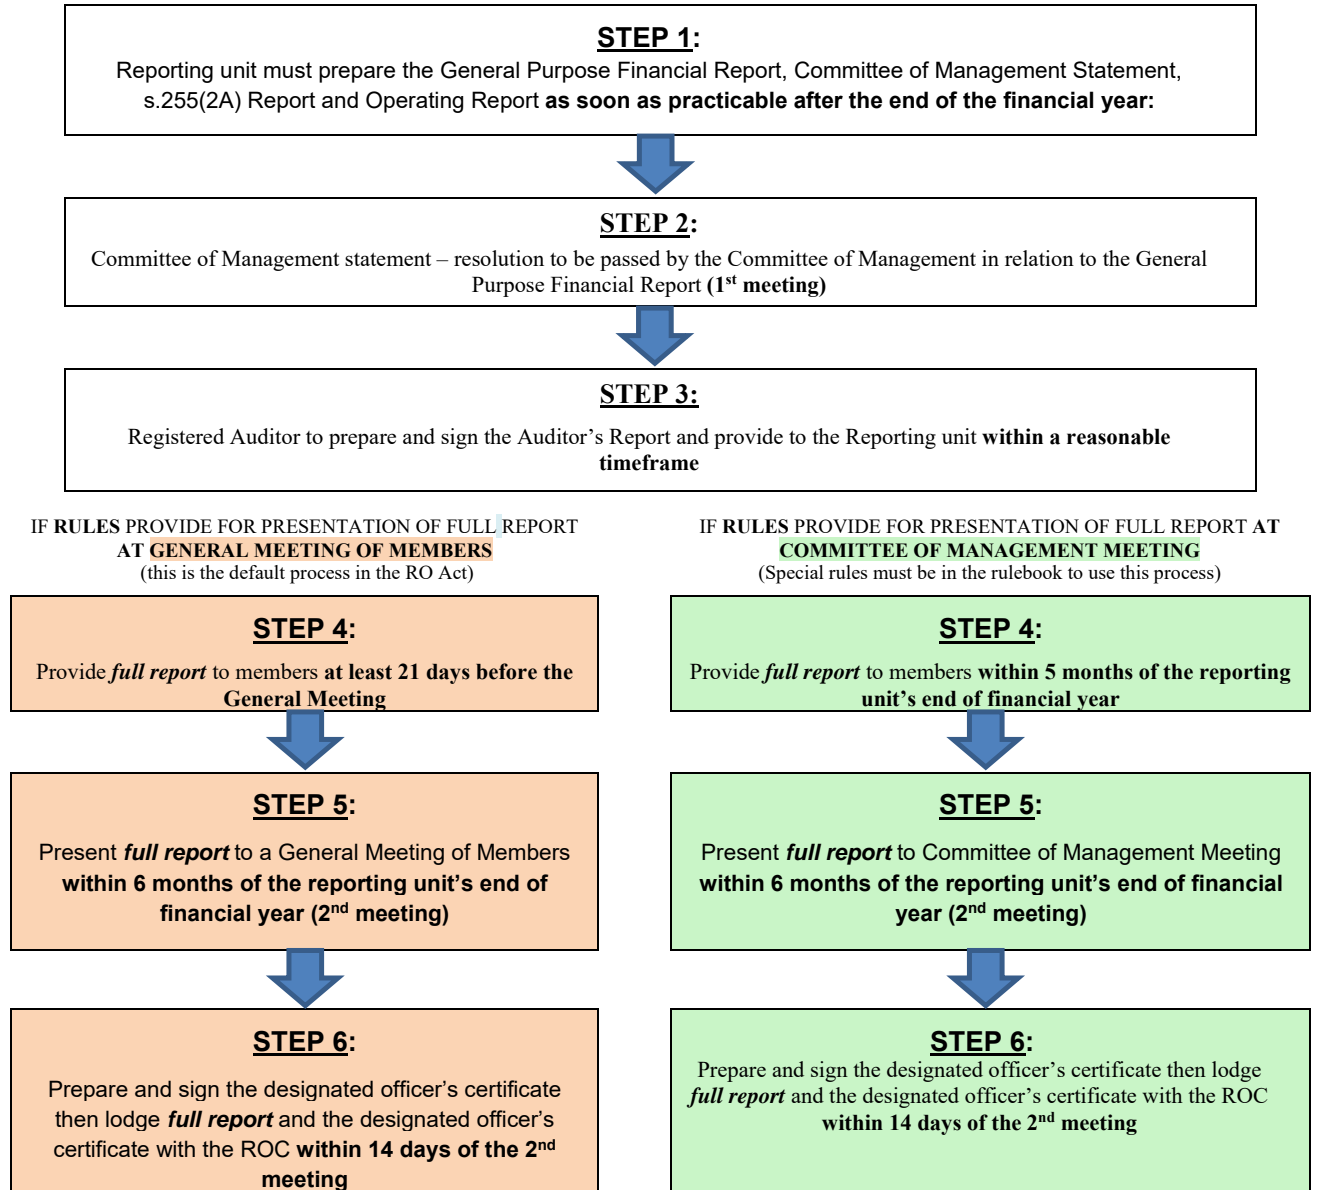 STEP 1:
Reporting unit must prepare the General Purpose Financial Report, Committee of Management Statement,
s.255(2A) Report and Operating Report as soon as practicable after the end of the financial year:
STEP 2:
Committee of Management statement – resolution to be passed by the Committee of Management in relation to the General
Purpose Financial Report (1st meeting)
STEP 3:
Registered Auditor to prepare and sign the Auditor’s Report and provide to the Reporting unit within a reasonable
timeframe
IF RULES PROVIDE FOR PRESENTATION OF FULL REPORT
AT GENERAL MEETING OF MEMBERS
(this is the default process in the RO Act)
STEP 4:
Provide full report to members at least 21 days before the
General Meeting
STEP 5:
Present full report to a General Meeting of Members
within 6 months of the reporting unit’s end of
financial year (2nd meeting)
STEP 6:
Prepare and sign the designated officer’s certificate
then lodge full report and the designated officer’s
certificate with the ROC within 14 days of the 2nd
meeting
IF RULES PROVIDE FOR PRESENTATION OF FULL REPORT AT
COMMITTEE OF MANAGEMENT MEETING
(Special rules must be in the rulebook to use this process)
STEP 4:
Provide full report to members within 5 months of the reporting
unit’s end of financial year
STEP 5:
Present full report to Committee of Management Meeting
within 6 months of the reporting unit’s end of financial
year (2nd meeting)
STEP 6:
Prepare and sign the designated officer’s certificate then lodge
full report and the designated officer’s certificate with the ROC
within 14 days of the 2nd meeting